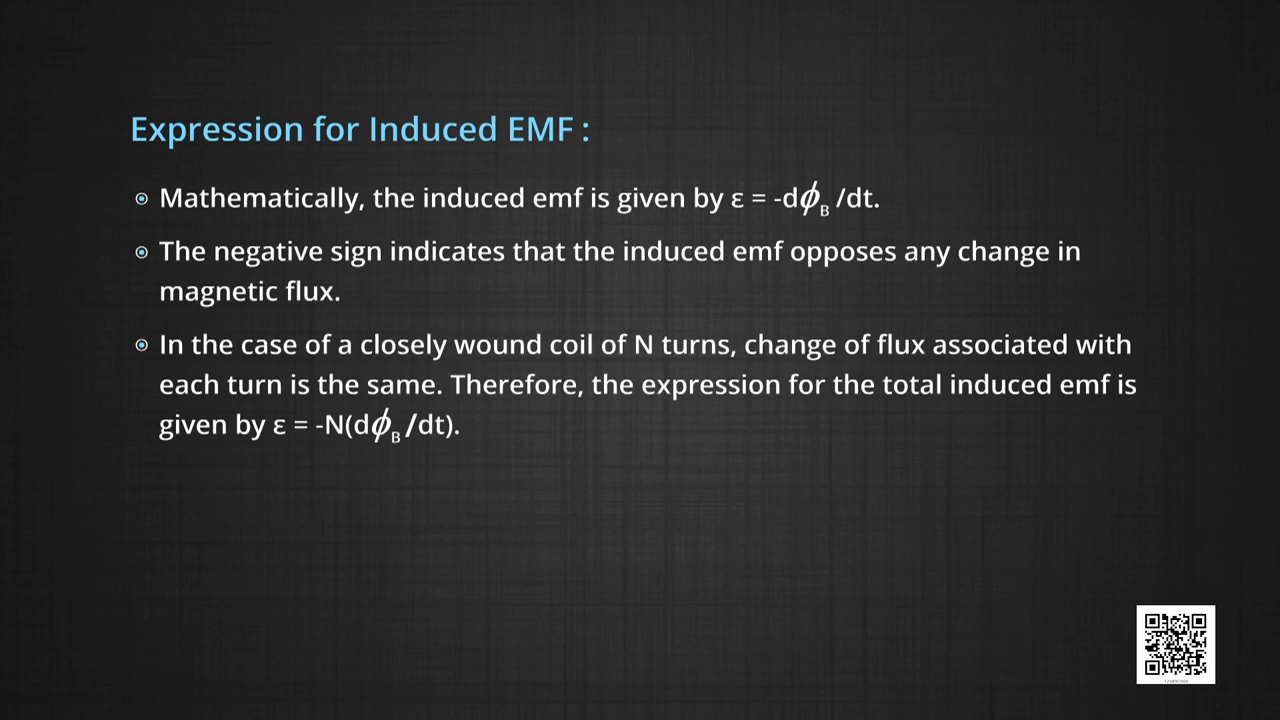 Expression for Induced EMF :
Mathematically, the induced emf is given by ε = -dϕB /dt.
The negative sign indicates that the induced emf opposes any change in
magnetic flux.
In the case of a closely wound coil of N turns, change of flux associated with
each turn is the same. Therefore, the expression for the total induced emf is
given by ε = -N(dϕB/dt).